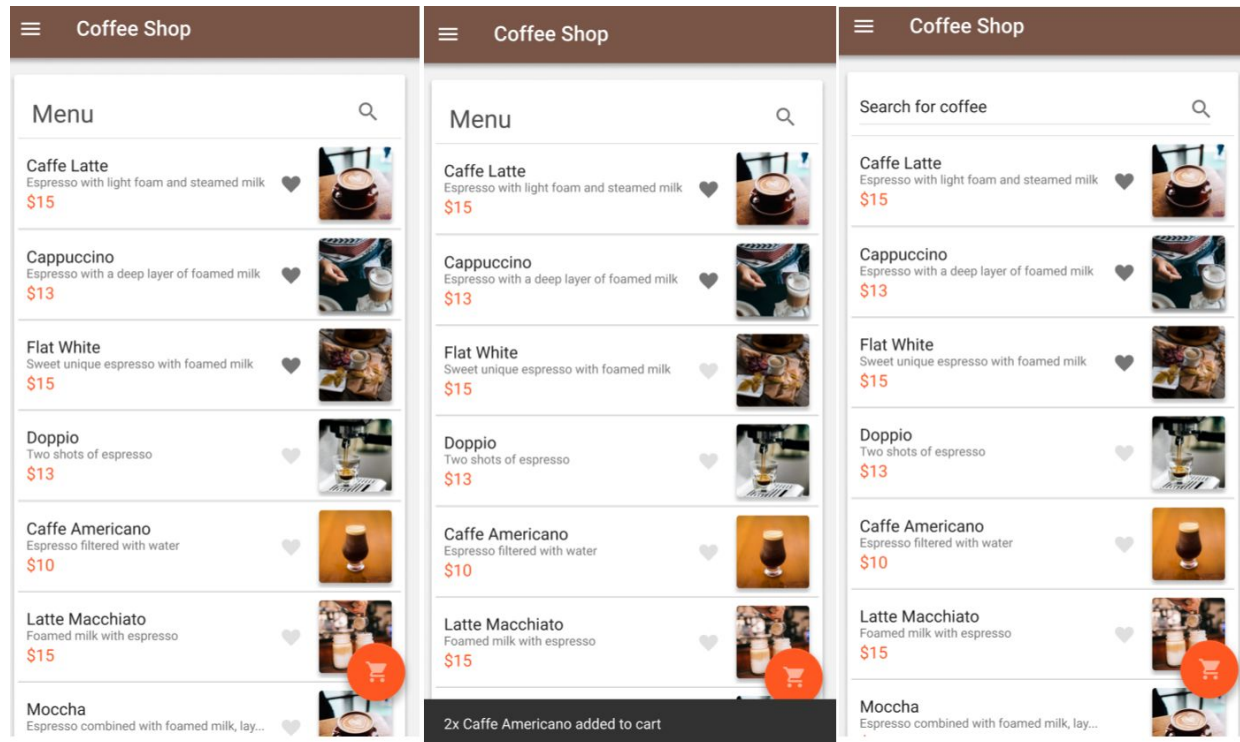 Coffee Shop
Menu
Caffe Latte
Espresso with light foam and steamed milk
$15
Cappuccino
Espresso with a deep layer of foamed milk
$13
Flat White
Sweet unique espresso with foamed milk
$15
Doppio
Two shots of espresso
$13
Caffe Americano
Espresso filtered with water
$10
Latte Macchiato
Foamed milk with espresso
$15
Moccha
Espresso combined with foamed milk, lay...
Coffee Shop
Menu
Caffe Latte
Espresso with light foam and steamed milk
$15
Cappuccino
Espresso with a deep layer of foamed milk
$13
Flat White
Sweet unique espresso with foamed milk
$15
Doppio
Two shots of espresso
$13
Caffe Americano
Espresso filtered with water
$10
Latte Macchiato
Foamed milk with espresso
$15
2x Caffe Americano added to cart
Coffee Shop
Search for coffee
Caffe Latte
Espresso with light foam and steamed milk
$15
Cappuccino
Espresso with a deep layer of foamed milk
$13
Flat White
Sweet unique espresso with foamed milk
$15
Doppio
Two shots of espresso
$13
Caffe Americano
Espresso filtered with water
$10
Latte Macchiato
Foamed milk with espresso
$15
Moccha
Espresso combined with foamed milk, lay...